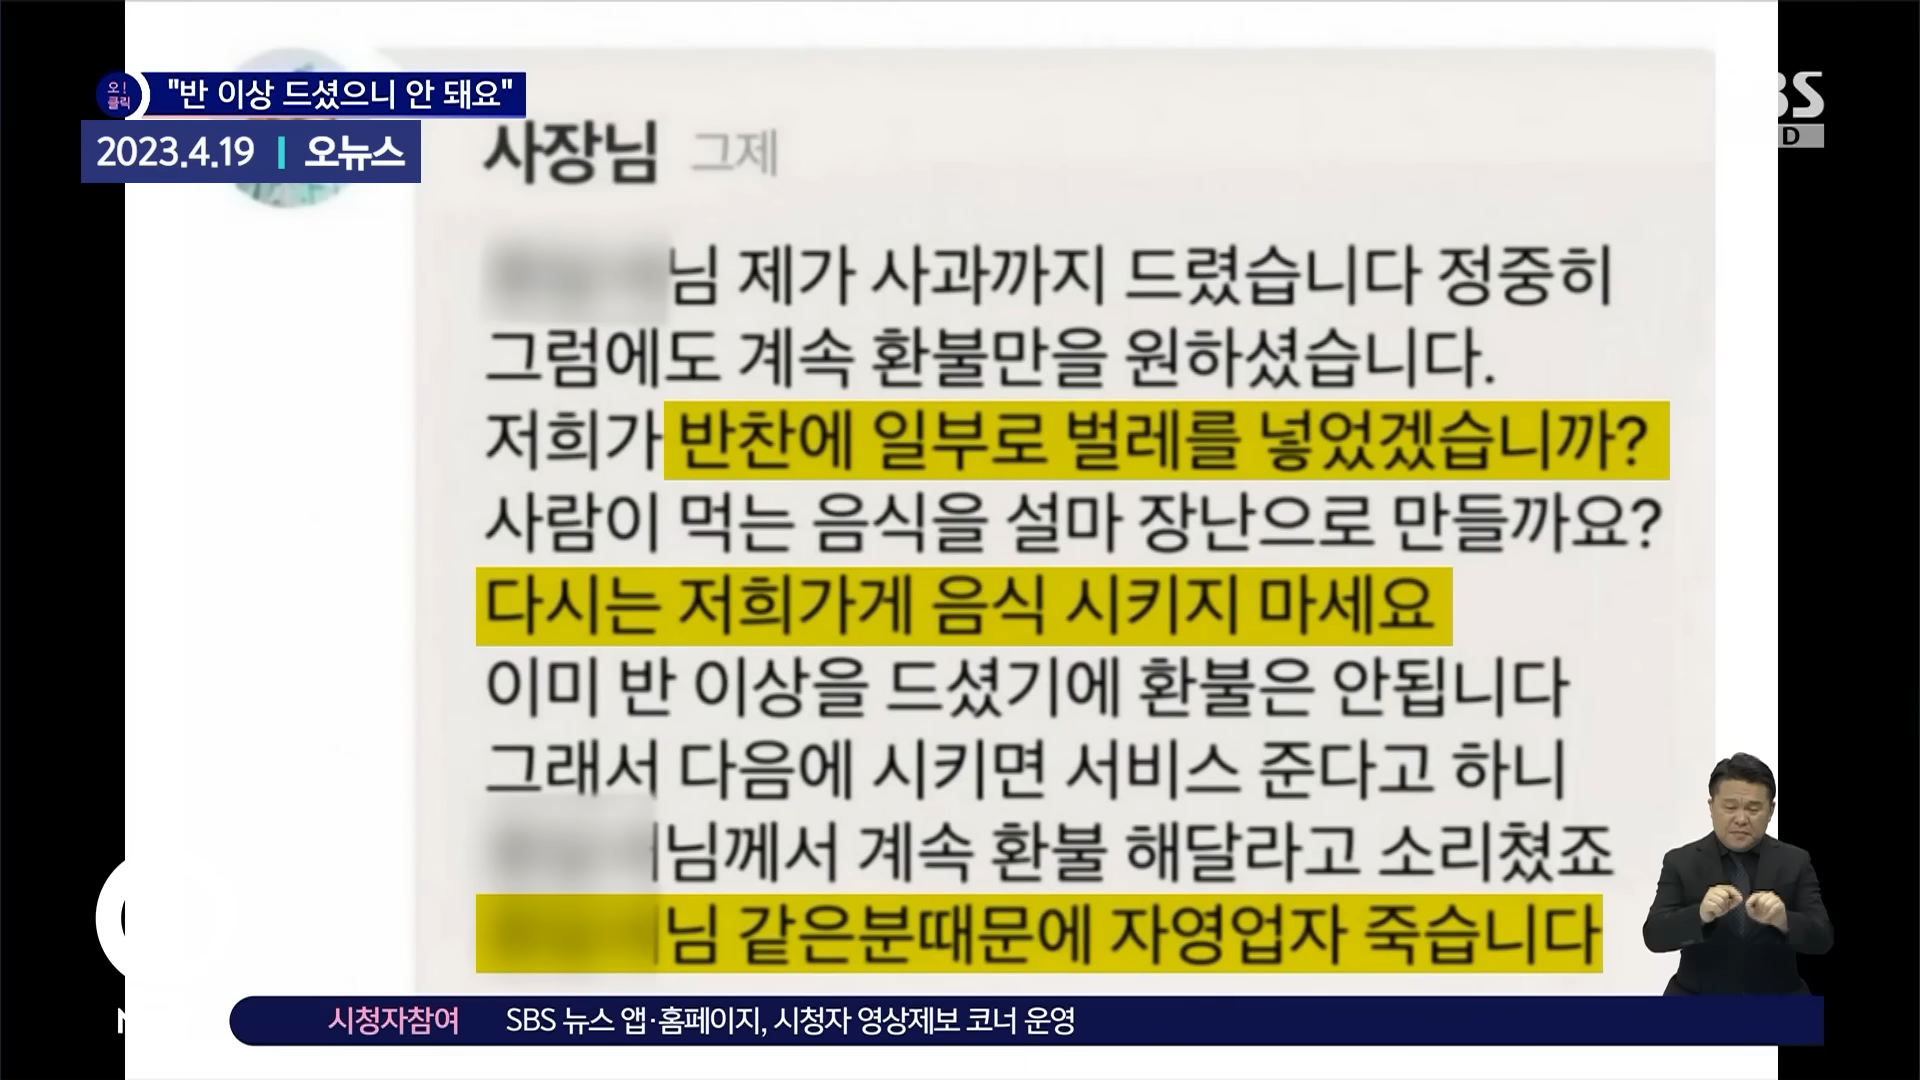 오!
클릭
"반 이상 드셨으니 안 돼요"
2023.4.19 | 오뉴스
BS
D
사장님 그제
님 제가 사과까지 드렸습니다 정중히
그럼에도 계속 환불만을 원하셨습니다.
저희가 반찬에 일부로 벌레를 넣었겠습니까?
사람이 먹는 음식을 설마 장난으로 만들까요?
다시는 저희가게 음식 시키지 마세요
이미 반 이상을 드셨기에 환불은 안됩니다
그래서 다음에 시키면 서비스 준다고 하니
님께서 계속 환불 해달라고 소리쳤죠
님 같은분때문에 자영업자 죽습니다
시청자참여 SBS 뉴스 앱·홈페이지, 시청자 영상제보 코너 운영